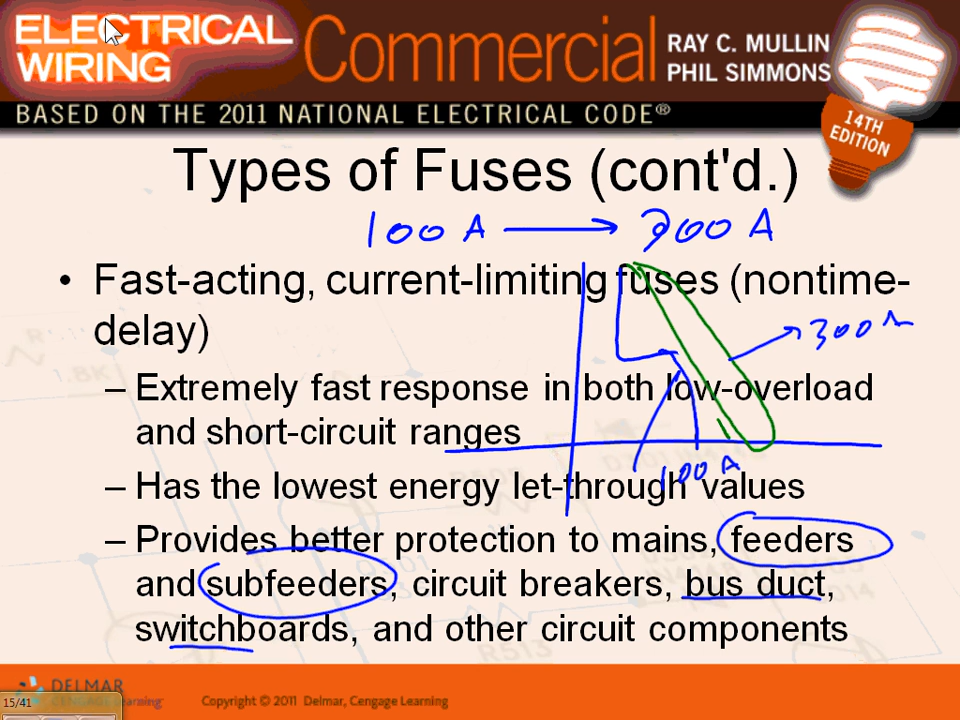 ELECTRICAL
WIRING
Commercial
RAY C. MULLIN
PHIL SIMMONS
BASED ON THE 2011 NATIONAL ELECTRICAL CODE®
14TH
EDITION
Types of Fuses (cont'd.)
100 A → 300 A
• Fast-acting, current-limiting fuses (nontime-
delay)
300 A
– Extremely fast response in both low-overload
and short-circuit ranges
100 A
– Has the lowest energy let-through values
– Provides better protection to mains, feeders
and subfeeders, circuit breakers, bus duct,
switchboards, and other circuit components
DELMAR
CENGAGE Learning
Copyright © 2011 Delmar, Cengage Learning
15/41